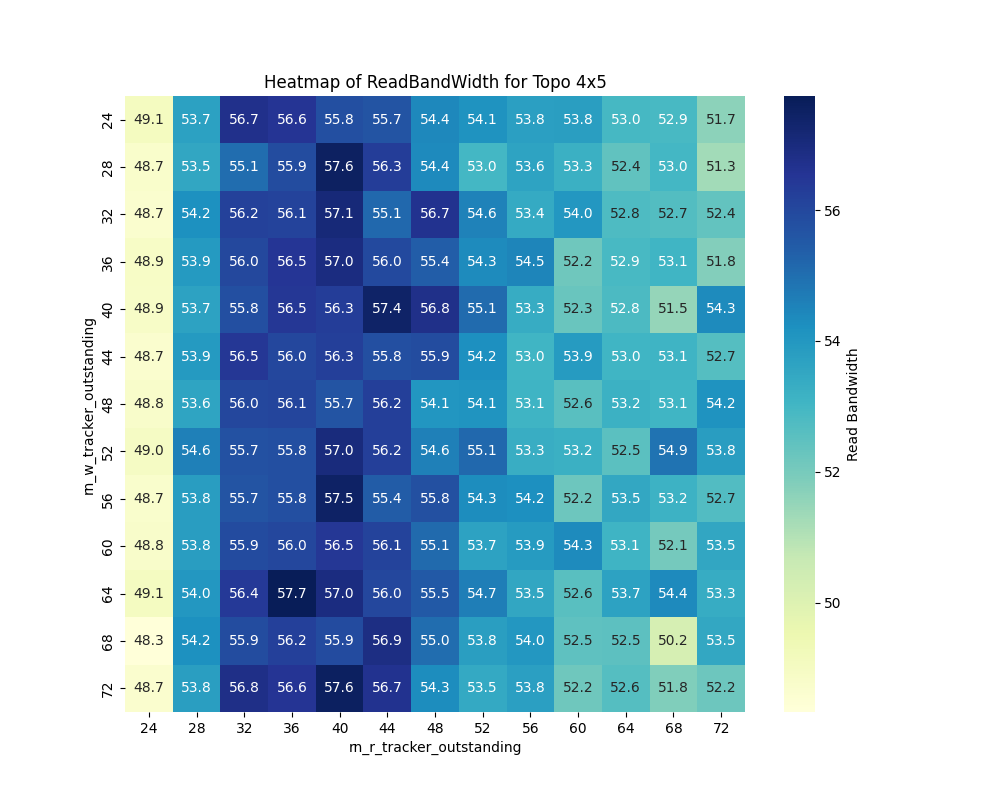 Heatmap of ReadBandWidth for Topo 4x5
rn_w_tracker_outstanding
24 49.1 53.7 56.7 56.6 55.8 55.7 54.4 54.1 53.8 53.8 53.0 52.9 51.7
28 48.7 53.5 55.1 55.9 57.6 56.3 54.4 53.0 53.6 53.3 52.4 53.0 51.3
32 48.7 54.2 56.2 56.1 57.1 55.1 56.7 54.6 53.4 54.0 52.8 52.7 52.4
36 48.9 53.9 56.0 56.5 57.0 56.0 55.4 54.3 54.5 52.2 52.9 53.1 51.8
40 48.9 53.7 55.8 56.5 56.3 57.4 56.8 55.1 53.3 52.3 52.8 51.5 54.3
44 48.7 53.9 56.5 56.0 56.3 55.8 55.9 54.2 53.0 53.9 53.0 53.1 52.7
48 48.8 53.6 56.0 56.1 55.7 56.2 54.1 54.1 53.1 52.6 53.2 53.1 54.2
52 49.0 54.6 55.7 55.8 57.0 56.2 54.6 55.1 53.3 53.2 52.5 54.9 53.8
56 48.7 53.8 55.7 55.8 57.5 55.4 55.8 54.3 54.2 52.2 53.5 53.2 52.7
60 48.8 53.8 55.9 56.0 56.5 56.1 55.1 53.7 53.9 54.3 53.1 52.1 53.5
64 49.1 54.0 56.4 57.7 57.0 56.0 55.5 54.7 53.5 52.6 53.7 54.4 53.3
68 48.3 54.2 55.9 56.2 55.9 56.9 55.0 53.8 54.0 52.5 52.5 50.2 53.5
72 48.7 53.8 56.8 56.6 57.6 56.7 54.3 53.5 53.8 52.2 52.6 51.8 52.2
24 28 32 36 40 44 48 52 56 60 64 68 72
rn_r_tracker_outstanding
56
54
52
50
Read Bandwidth